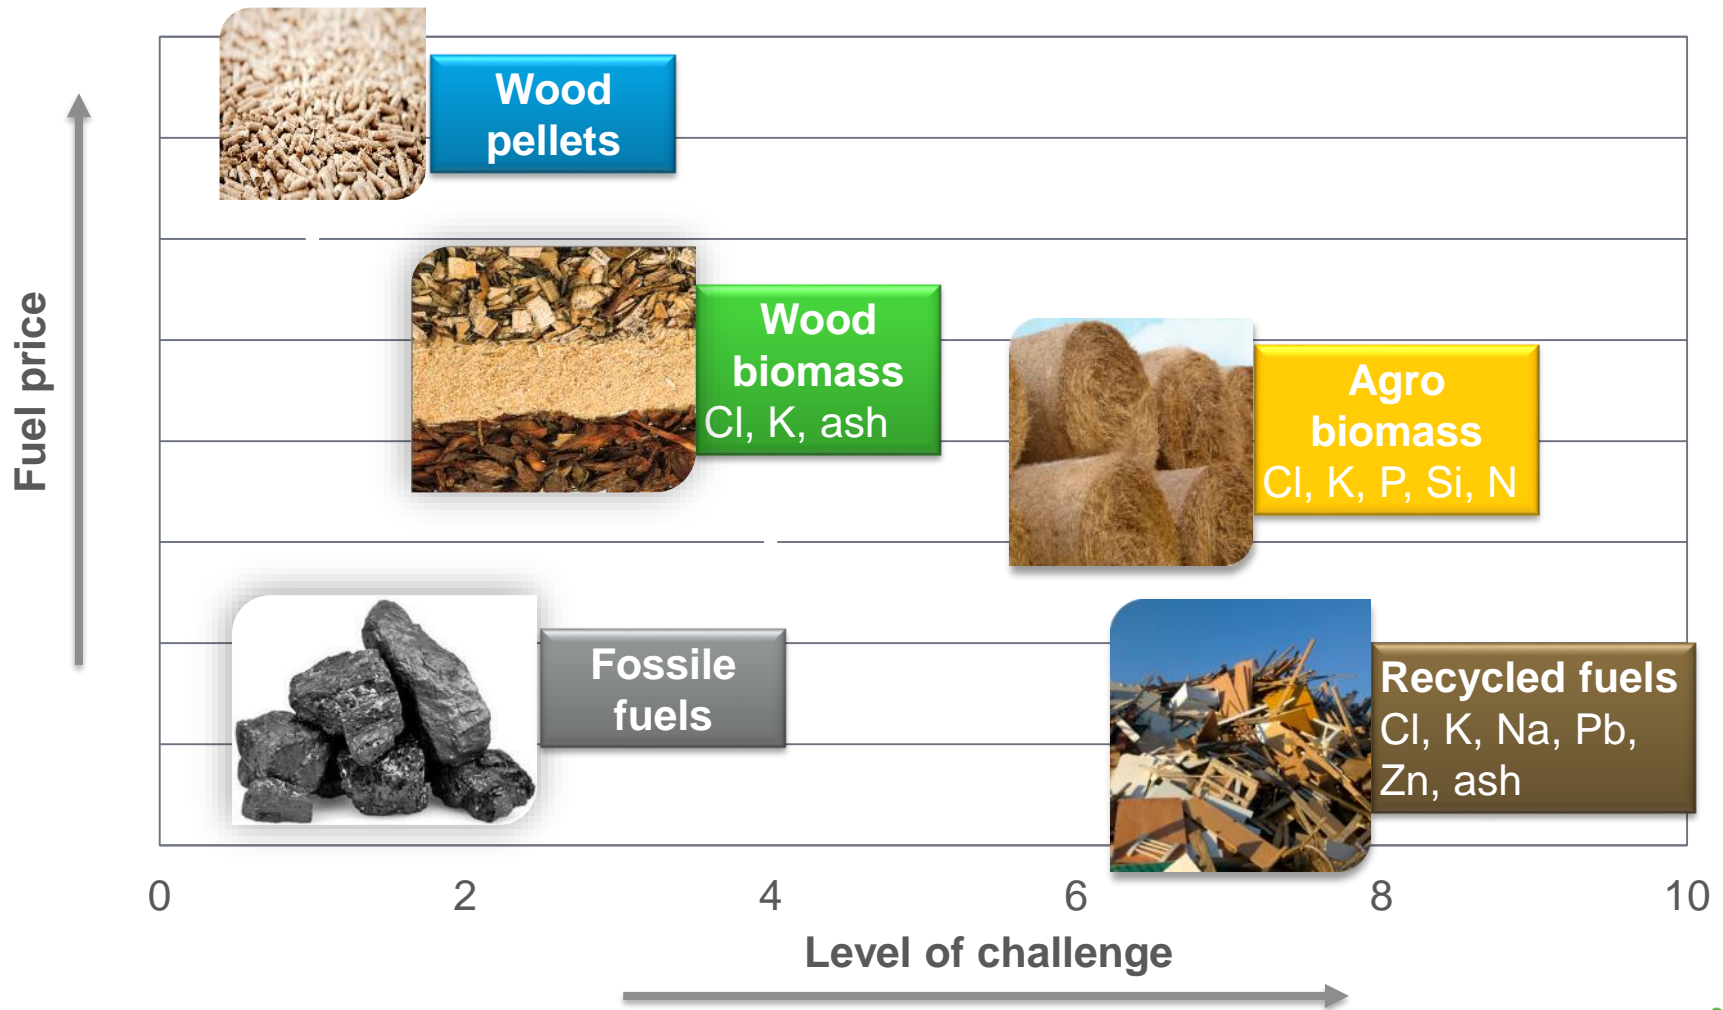 Wood
pellets
Wood
biomass
Cl, K, ash
Agro
biomass
Cl, K, P, Si, N
Fossile
fuels
Recycled fuels
Cl, K, Na, Pb,
Zn, ash
Fuel price
0 2 4 6 8 10
Level of challenge